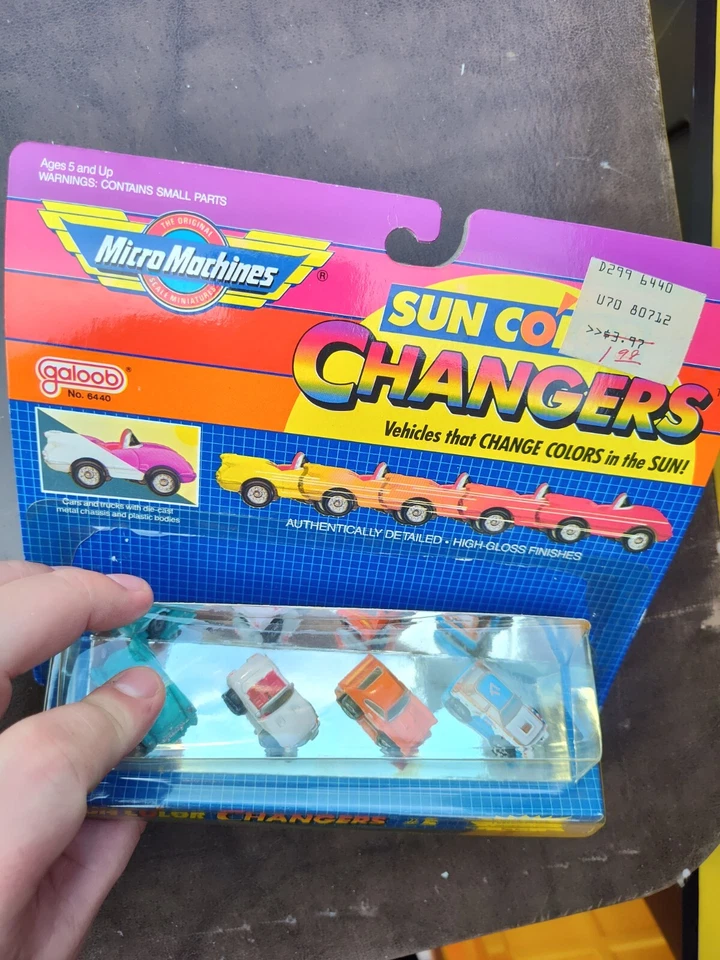 Ages 5 and Up
WARNINGS: CONTAINS SMALL PARTS
THE ORIGINAL
Micro Machines ®
SCALE MINIATURES
D299 6440
U70 80712
>>$3.97
1 98
SUN CO
CHANGERS
Vehicles that CHANGE COLORS in the SUN!
galoob®
No. 6440
Cars and trucks with die-cast
metal chassis and plastic bodies
AUTHENTICALLY DETAILED • HIGH-GLOSS FINISHES
COLOR CHANGERS